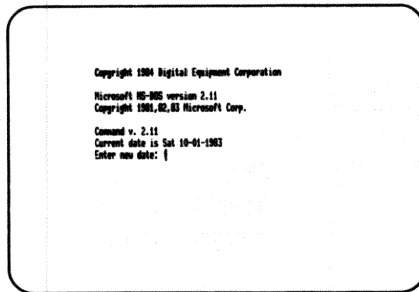 Copyright 1984 Digital Equipment Corporation
Microsoft MS-DOS version 2.11
Copyright 1981,82,83 Microsoft Corp.
Command v. 2.11
Current date is Sat 10-01-1983
Enter new date: